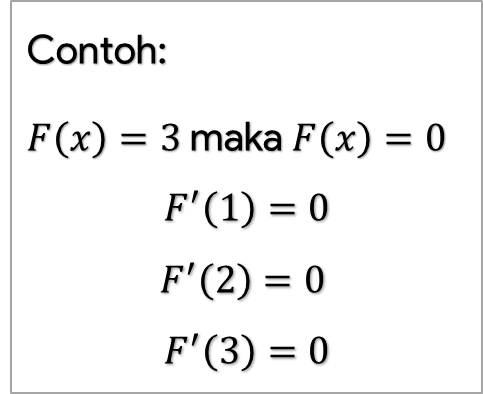 Contoh:
F(x) = 3 maka F(x) = 0
F′(1) = 0
F′(2) = 0
F′(3) = 0